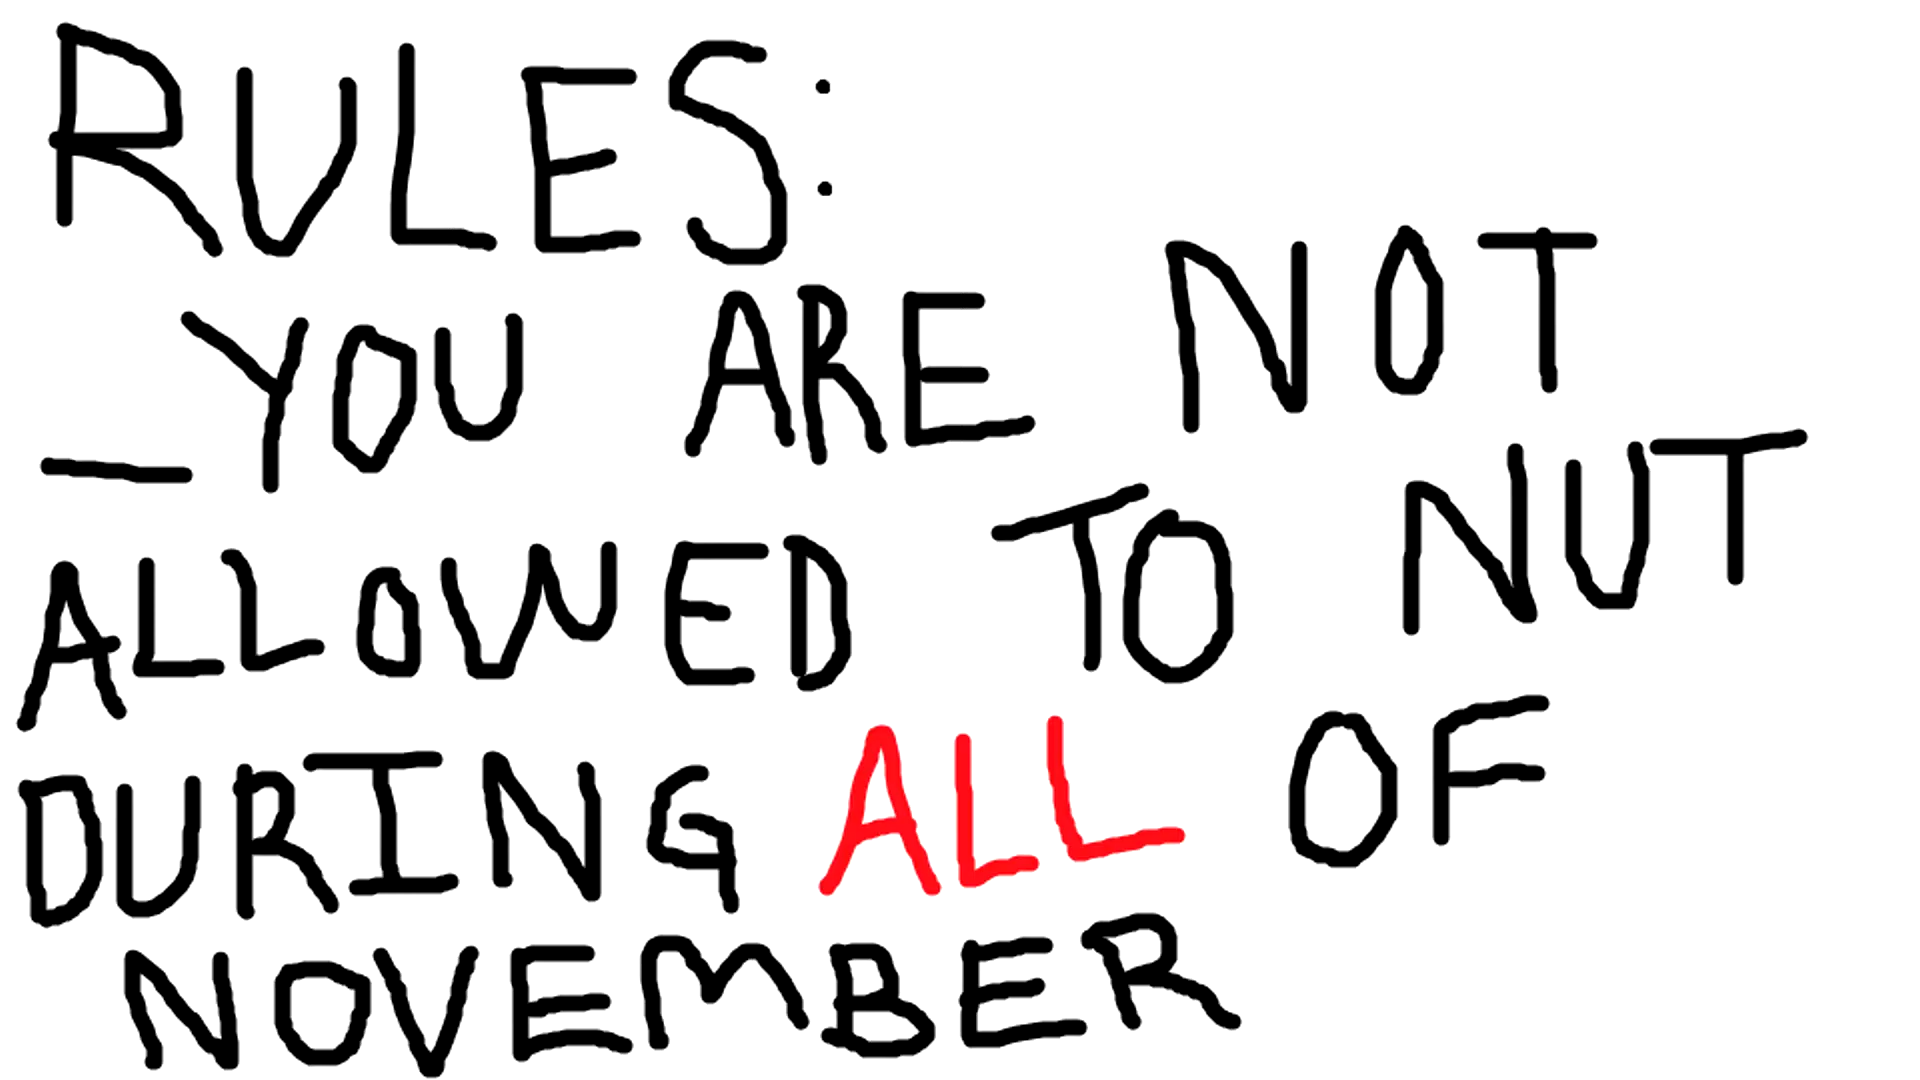 RULES:
_YOU ARE NOT
ALLOWED TO NUT
DURING ALL OF
NOVEMBER